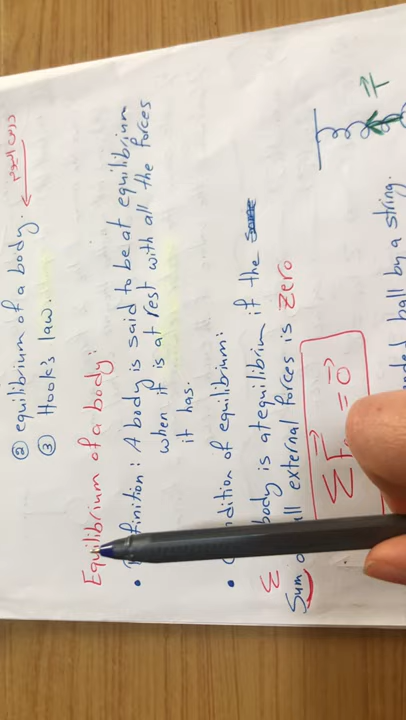 ② equilibrium of a body. ← درس اليوم
③ Hook's law.
Equilibrium of a body:
• Definition: A body is said to be at equilibrium
when it is at rest with all the forces
it has.
• Condition of equilibrium:
body is at equilibrium if the
Σ
Sum all external forces is Zero
Σ F = 0
T
ball by a string.